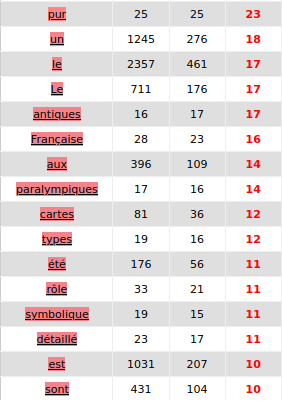 pur 25 25 23
un 1245 276 18
le 2357 461 17
Le 711 176 17
antiques 16 17 17
Française 28 23 16
aux 396 109 14
paralympiques 17 16 14
cartes 81 36 12
types 19 16 12
été 176 56 11
rôle 33 21 11
symbolique 19 15 11
détaillé 23 17 11
est 1031 207 10
sont 431 104 10